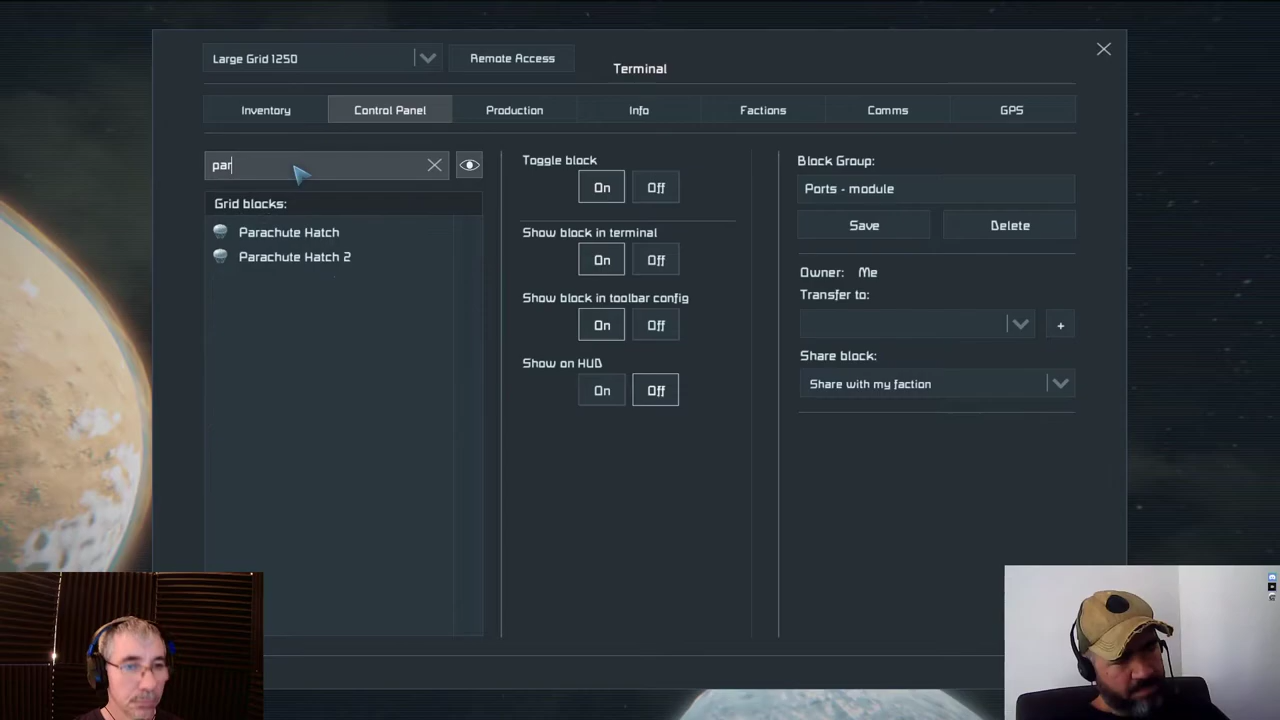 Large Grid 1250
Remote Access
Terminal
Inventory
Control Panel
Production
Info
Factions
Comms
GPS
par
Grid blocks:
Parachute Hatch
Parachute Hatch 2
Toggle block
On
Off
Show block in terminal
On
Off
Show block in toolbar config
On
Off
Show on HUD
On
Off
Block Group:
Ports - module
Save
Delete
Owner: Me
Transfer to:
+
Share block:
Share with my faction